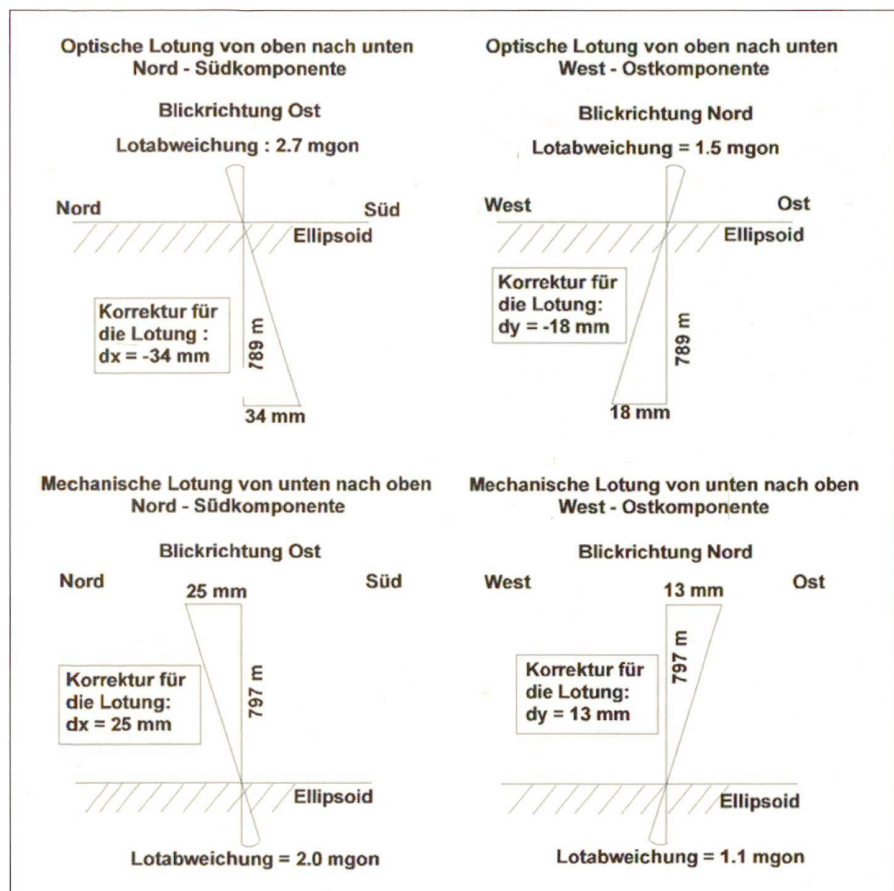 Optische Lotung von oben nach unten
Nord - Südkomponente
Blickrichtung Ost
Lotabweichung : 2.7 mgon
Nord
Süd
Ellipsoid
Korrektur für
die Lotung :
dx = -34 mm
789 m
34 mm
Optische Lotung von oben nach unten
West - Ostkomponente
Blickrichtung Nord
Lotabweichung = 1.5 mgon
West
Ost
Ellipsoid
Korrektur für
die Lotung:
dy = -18 mm
789 m
18 mm
Mechanische Lotung von unten nach oben
Nord - Südkomponente
Blickrichtung Ost
Nord
25 mm
Süd
Korrektur für
die Lotung:
dx = 25 mm
797 m
Ellipsoid
Lotabweichung = 2.0 mgon
Mechanische Lotung von unten nach oben
West - Ostkomponente
Blickrichtung Nord
West
13 mm
Ost
Korrektur für
die Lotung:
dy = 13 mm
797 m
Ellipsoid
Lotabweichung = 1.1 mgon